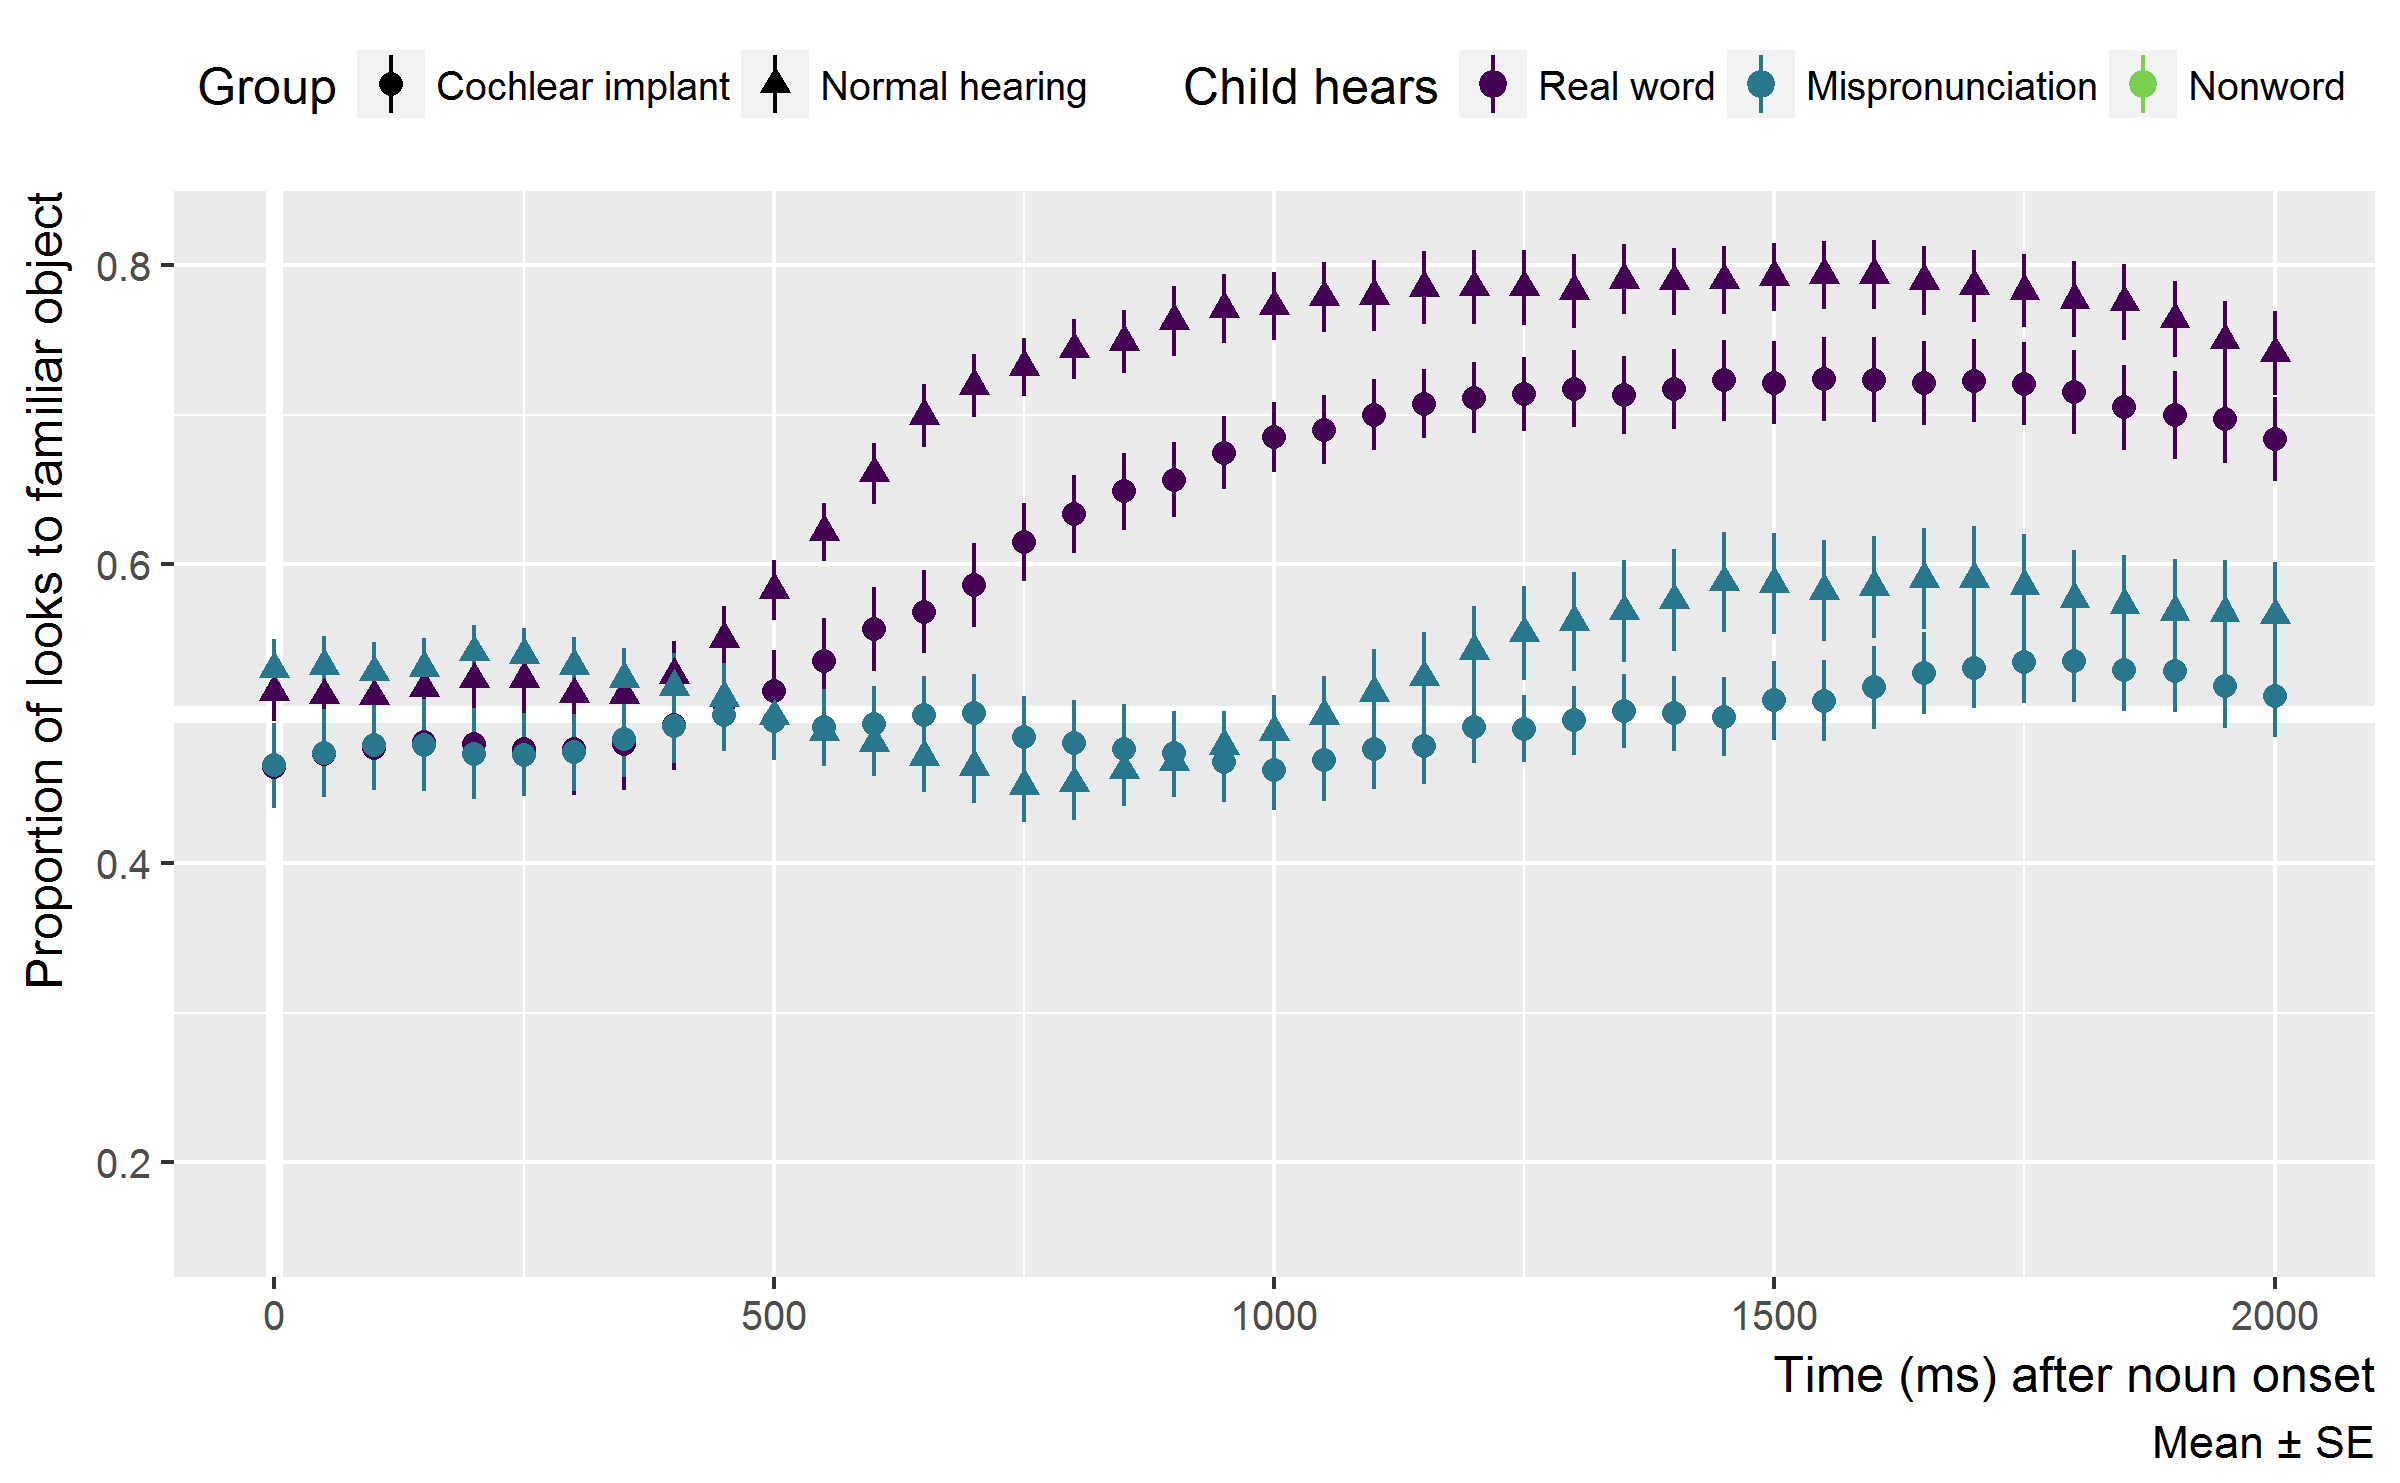 Group Cochlear implant Normal hearing Child hears Real word Mispronunciation Nonword
Proportion of looks to familiar object
0.8
0.6
0.4
0.2
0 500 1000 1500 2000
Time (ms) after noun onset
Mean ± SE